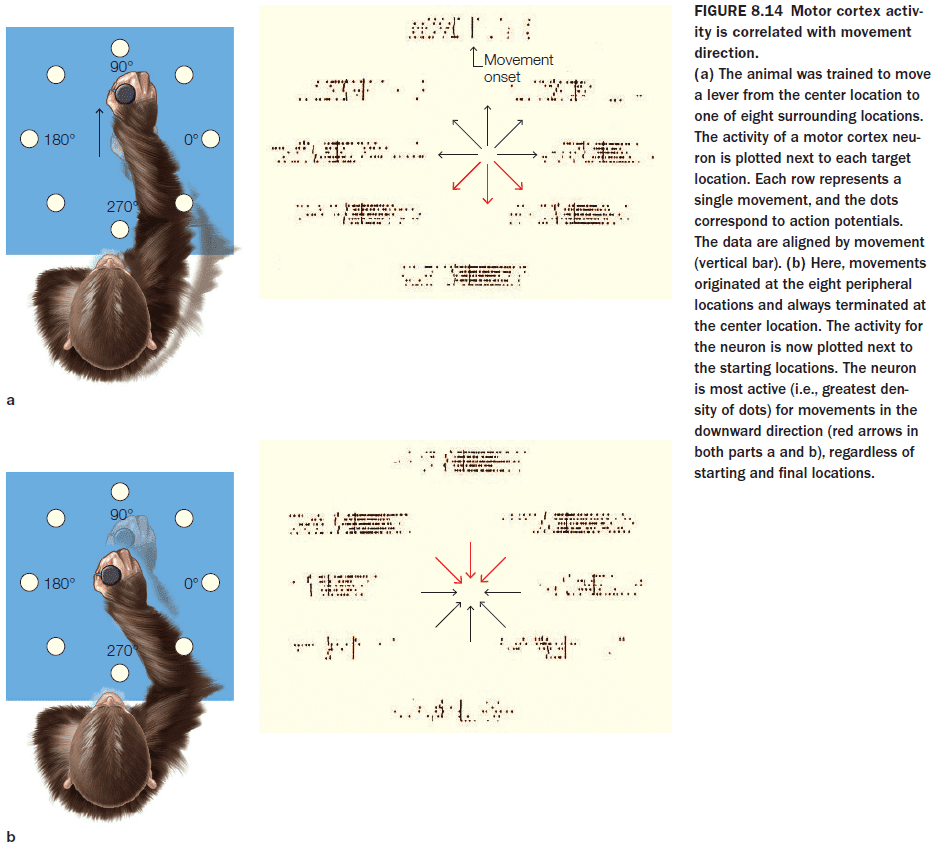 FIGURE 8.14 Motor cortex activ-
ity is correlated with movement
direction.
(a) The animal was trained to move
a lever from the center location to
one of eight surrounding locations.
The activity of a motor cortex neu-
ron is plotted next to each target
location. Each row represents a
single movement, and the dots
correspond to action potentials.
The data are aligned by movement
(vertical bar). (b) Here, movements
originated at the eight peripheral
locations and always terminated at
the center location. The activity for
the neuron is now plotted next to
the starting locations. The neuron
is most active (i.e., greatest den-
sity of dots) for movements in the
downward direction (red arrows in
both parts a and b), regardless of
starting and final locations.
90°
180°
0°
270°
Movement
onset
a
90°
180°
0°
270°
b